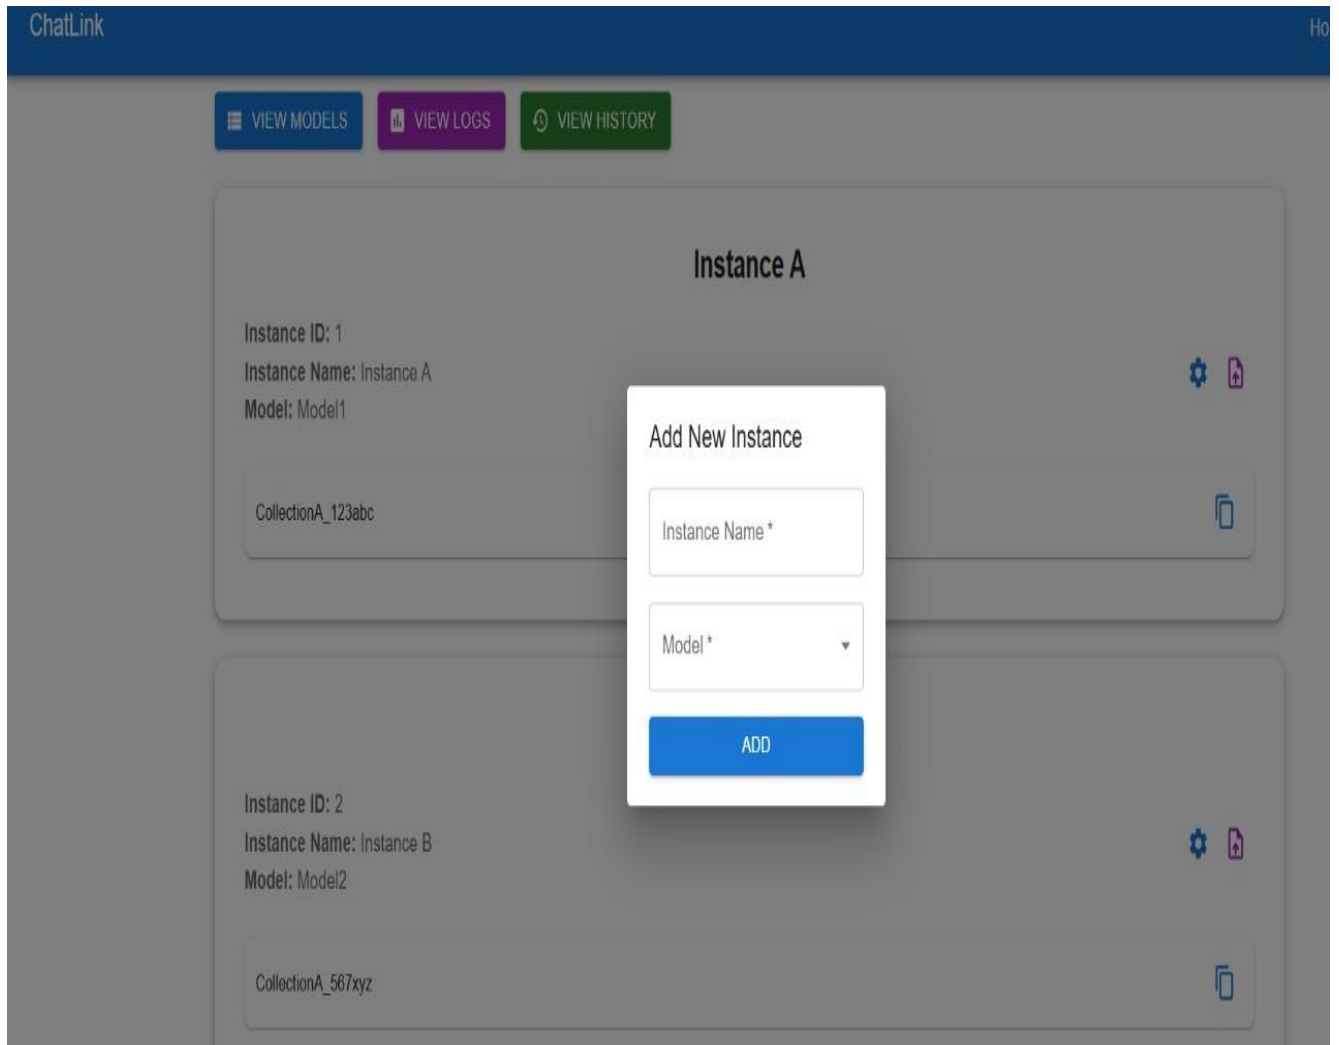 ChatLink
VIEW MODELS
VIEW LOGS
VIEW HISTORY
Instance A
Instance ID: 1
Instance Name: Instance A
Model: Model1
CollectionA_123abc
Add New Instance
Instance Name *
Model *
ADD
Instance ID: 2
Instance Name: Instance B
Model: Model2
CollectionA_567xyz